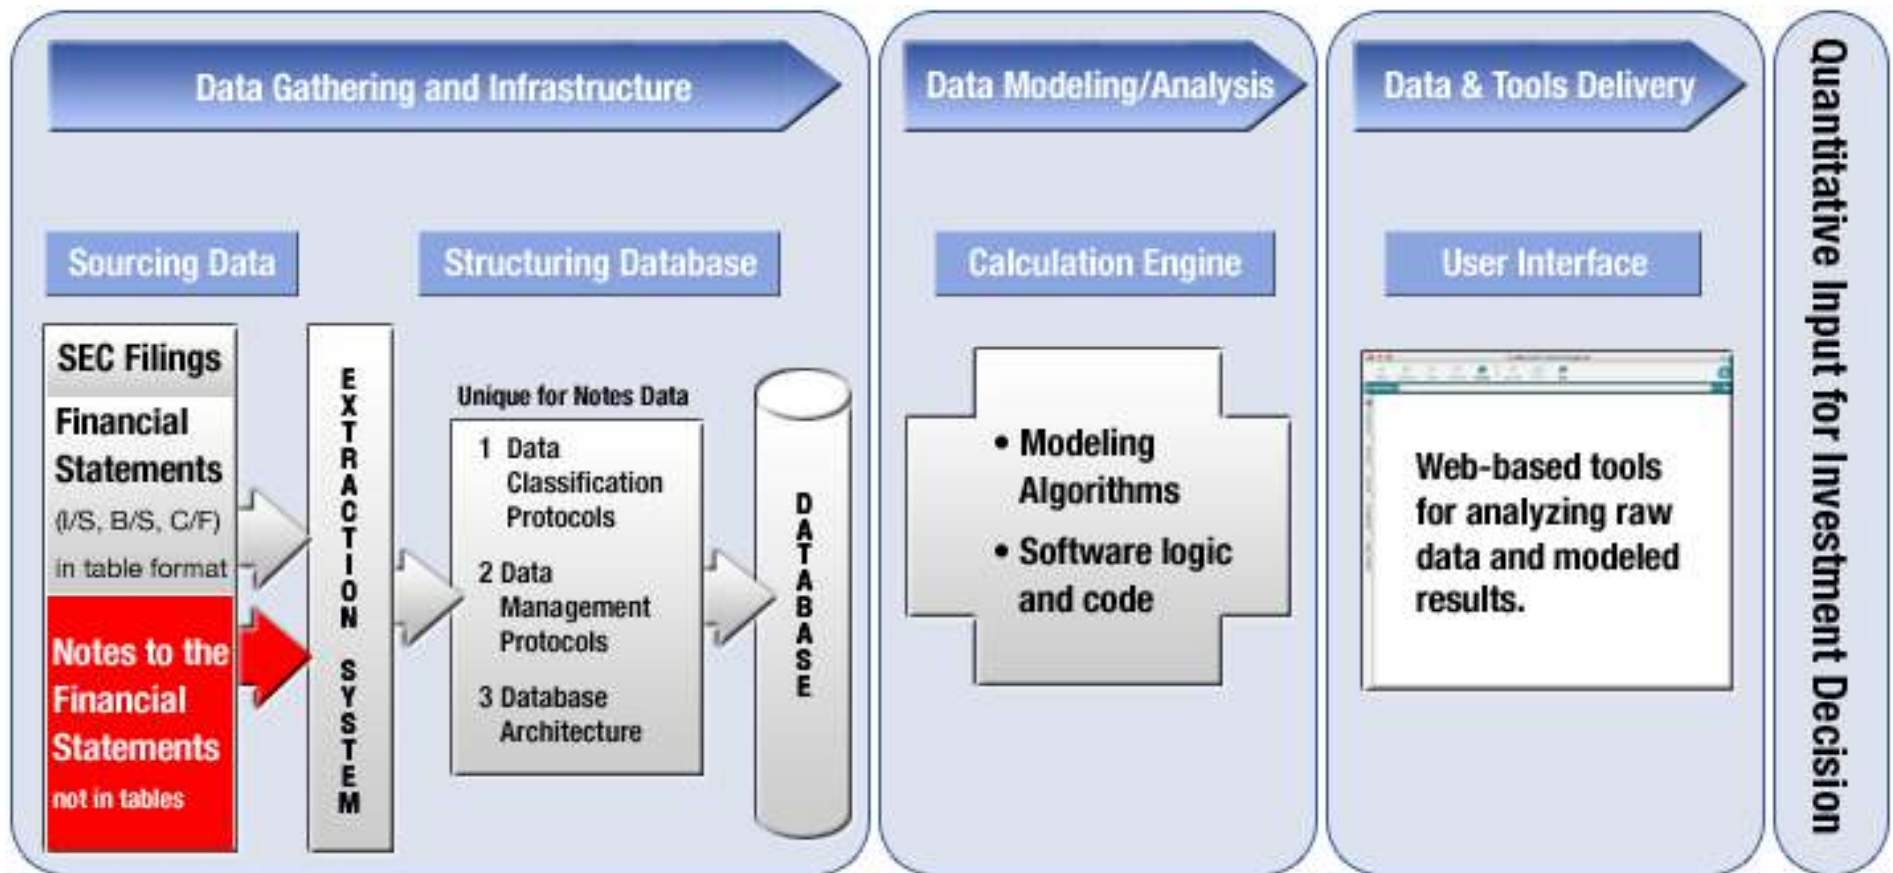 Data Gathering and Infrastructure
Data Modeling/Analysis
Data & Tools Delivery
Quantitative Input for Investment Decision
Sourcing Data
Structuring Database
Calculation Engine
User Interface
SEC Filings
Financial
Statements
(I/S, B/S, C/F)
in table format
Notes to the
Financial
Statements
not in tables
EXTRACTION SYSTEM
Unique for Notes Data
1 Data
Classification
Protocols
2 Data
Management
Protocols
3 Database
Architecture
DATABASE
• Modeling
Algorithms
• Software logic
and code
Web-based tools
for analyzing raw
data and modeled
results.